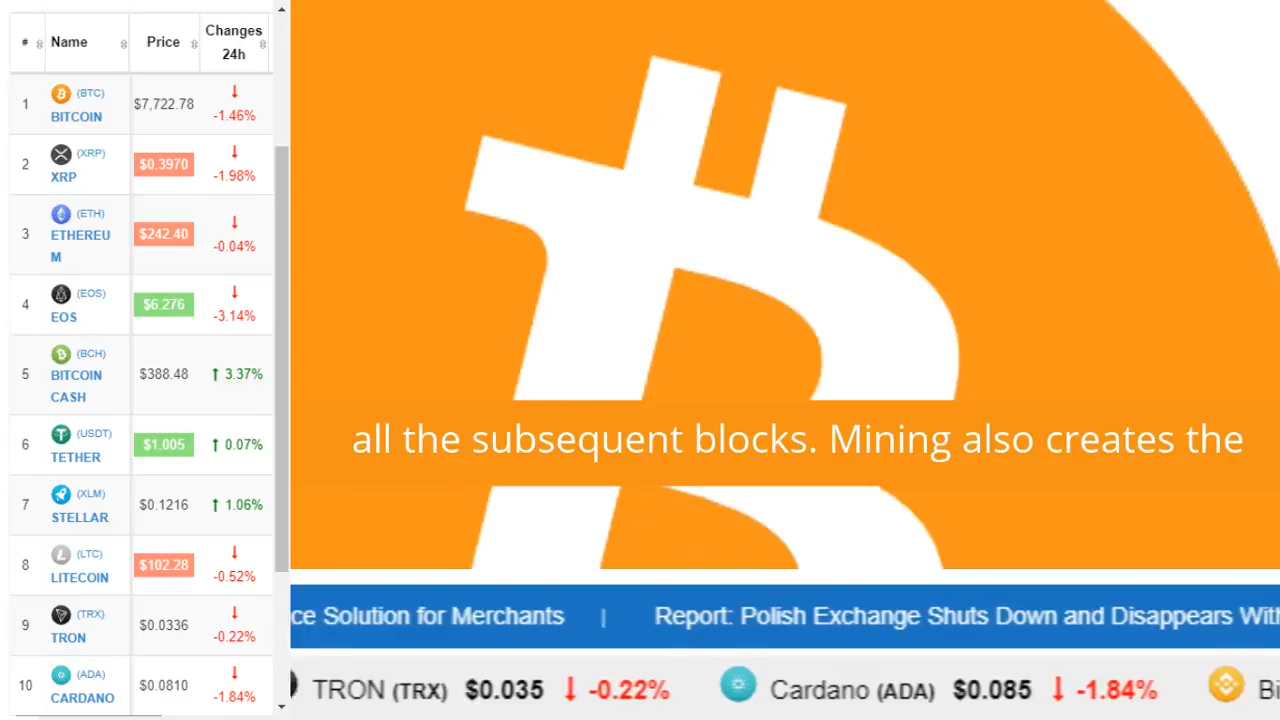 # Name Price Changes 24h
1 (BTC) BITCOIN $7,722.78 -1.46%
2 (XRP) XRP $0.3970 -1.98%
3 (ETH) ETHEREUM $242.40 -0.04%
4 (EOS) EOS $6.276 -3.14%
5 (BCH) BITCOIN CASH $388.48 3.37%
6 (USDT) TETHER $1.005 0.07%
7 (XLM) STELLAR $0.1216 1.06%
8 (LTC) LITECOIN $102.28 -0.52%
9 (TRX) TRON $0.0336 -0.22%
10 (ADA) CARDANO $0.0810 -1.84%
all the subsequent blocks. Mining also creates the
ce Solution for Merchants | Report: Polish Exchange Shuts Down and Disappears With
TRON (TRX) $0.035 -0.22% Cardano (ADA) $0.085 -1.84% Bi